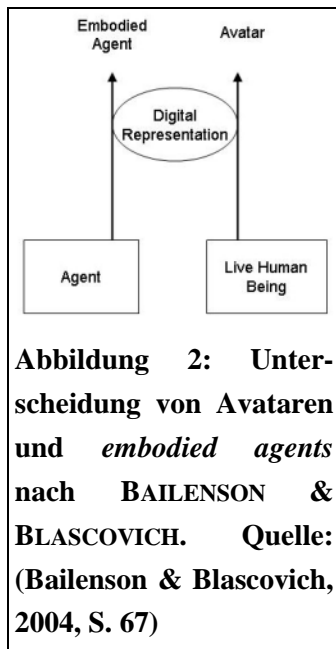 Embodied Agent
Avatar
Digital Representation
Agent
Live Human Being
Abbildung 2: Unter-
scheidung von Avataren
und embodied agents
nach BAILENSON &
BLASCOVICH. Quelle:
(Bailenson & Blascovich,
2004, S. 67)